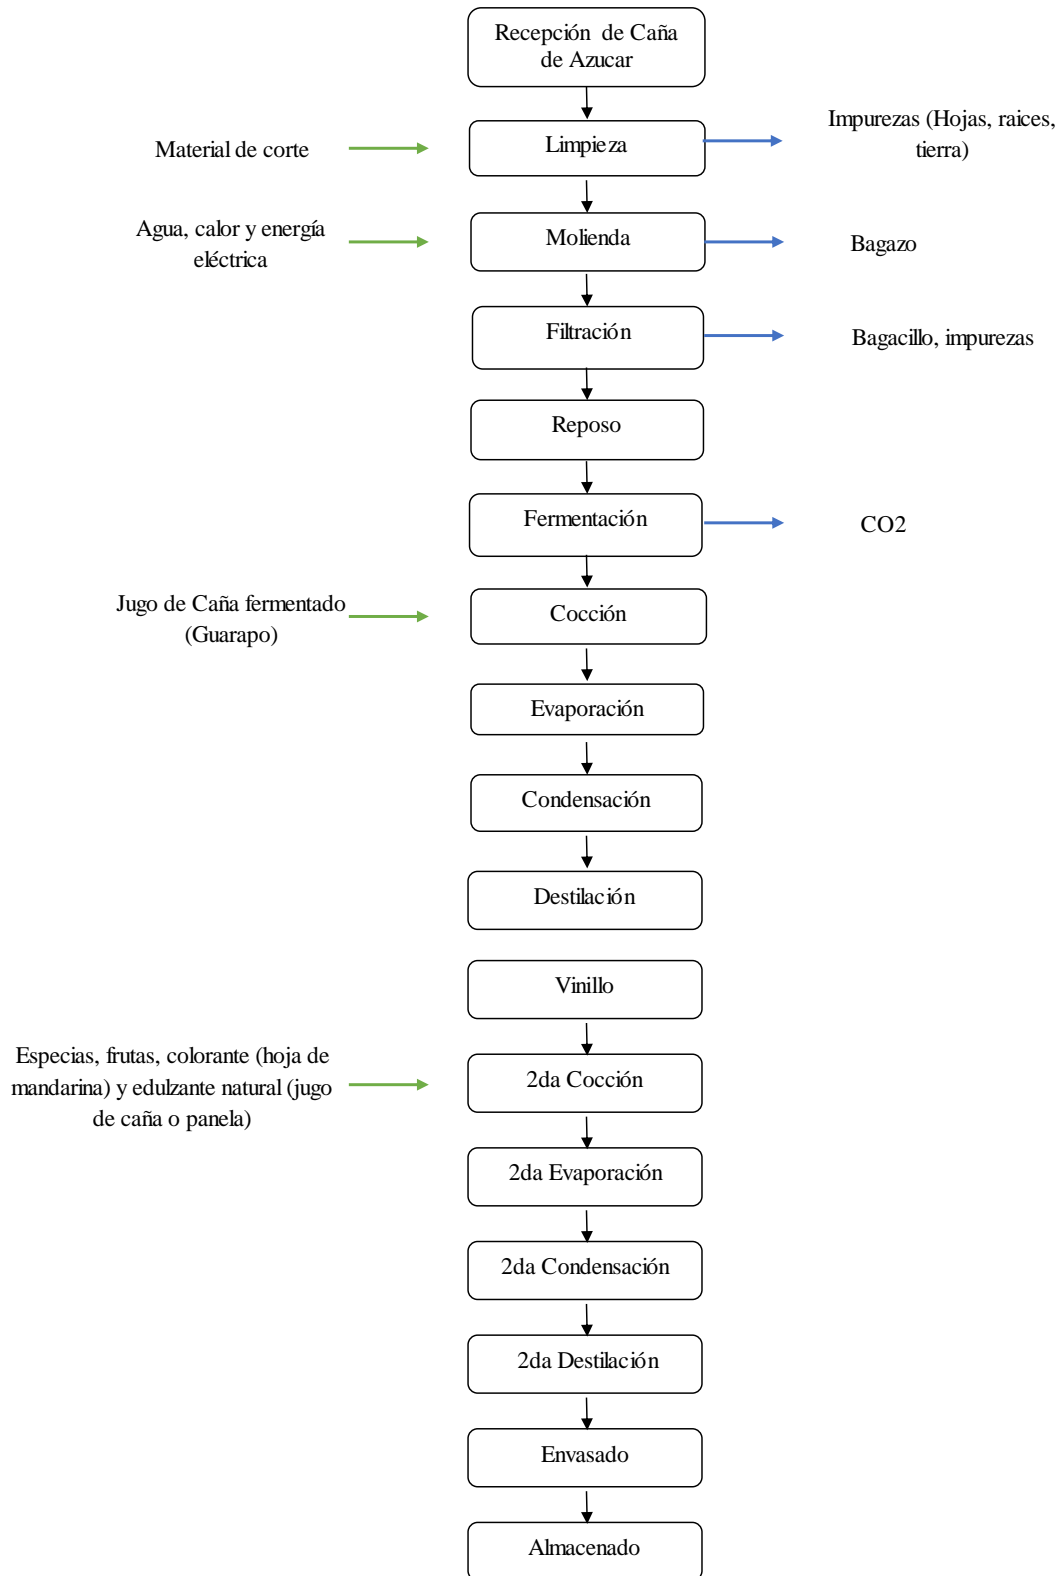 Recepción de Caña
de Azucar
Material de corte
Limpieza
Impurezas (Hojas, raices,
tierra)
Agua, calor y energía
eléctrica
Molienda
Bagazo
Filtración
Bagacillo, impurezas
Reposo
Fermentación
CO2
Jugo de Caña fermentado
(Guarapo)
Cocción
Evaporación
Condensación
Destilación
Vinillo
Especias, frutas, colorante (hoja de
mandarina) y edulzante natural (jugo
de caña o panela)
2da Cocción
2da Evaporación
2da Condensación
2da Destilación
Envasado
Almacenado